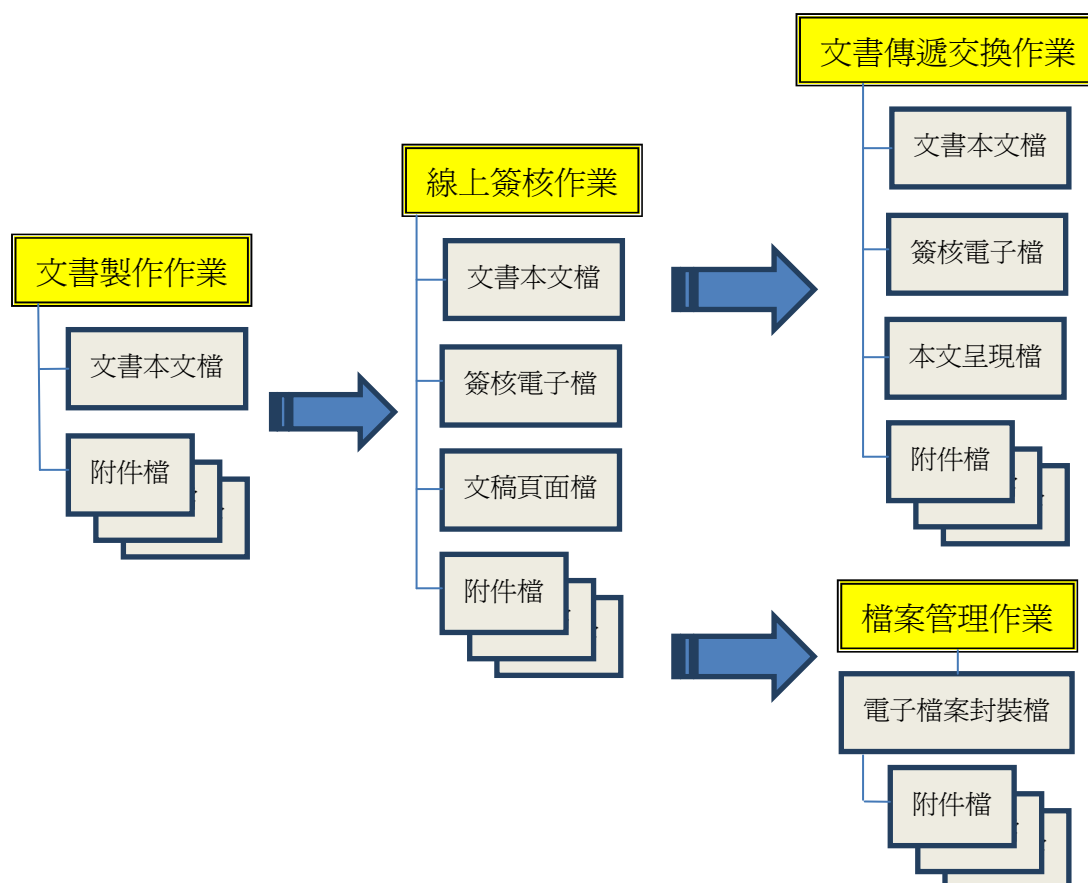 文書製作作業
文書本文檔
附件檔
線上簽核作業
文書本文檔
簽核電子檔
文稿頁面檔
附件檔
文書傳遞交換作業
文書本文檔
簽核電子檔
本文呈現檔
附件檔
檔案管理作業
電子檔案封裝檔
附件檔